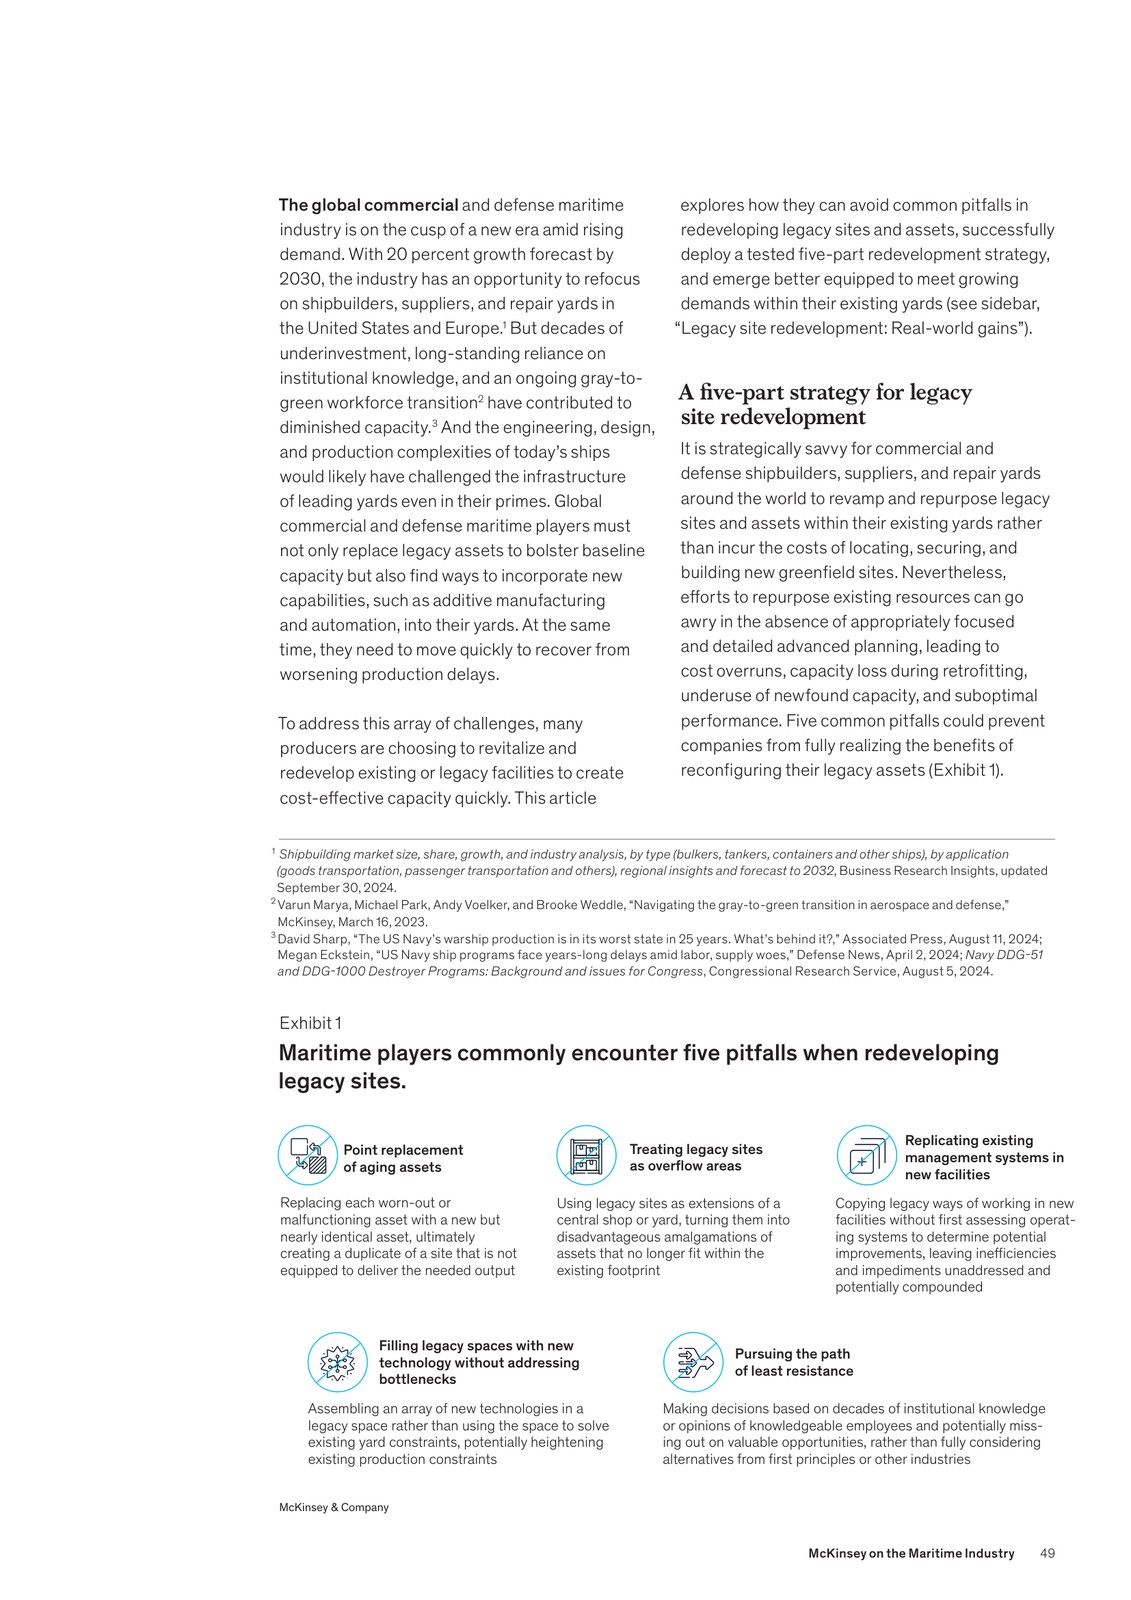 The global commercial and defense maritime
industry is on the cusp of a new era amid rising
demand. With 20 percent growth forecast by
2030, the industry has an opportunity to refocus
on shipbuilders, suppliers, and repair yards in
the United States and Europe.¹ But decades of
underinvestment, long-standing reliance on
institutional knowledge, and an ongoing gray-to-
green workforce transition² have contributed to
diminished capacity.³ And the engineering, design,
and production complexities of today’s ships
would likely have challenged the infrastructure
of leading yards even in their primes. Global
commercial and defense maritime players must
not only replace legacy assets to bolster baseline
capacity but also find ways to incorporate new
capabilities, such as additive manufacturing
and automation, into their yards. At the same
time, they need to move quickly to recover from
worsening production delays.
To address this array of challenges, many
producers are choosing to revitalize and
redevelop existing or legacy facilities to create
cost-effective capacity quickly. This article
explores how they can avoid common pitfalls in
redeveloping legacy sites and assets, successfully
deploy a tested five-part redevelopment strategy,
and emerge better equipped to meet growing
demands within their existing yards (see sidebar,
“Legacy site redevelopment: Real-world gains”).
A five-part strategy for legacy
site redevelopment
It is strategically savvy for commercial and
defense shipbuilders, suppliers, and repair yards
around the world to revamp and repurpose legacy
sites and assets within their existing yards rather
than incur the costs of locating, securing, and
building new greenfield sites. Nevertheless,
efforts to repurpose existing resources can go
awry in the absence of appropriately focused
and detailed advanced planning, leading to
cost overruns, capacity loss during retrofitting,
underuse of newfound capacity, and suboptimal
performance. Five common pitfalls could prevent
companies from fully realizing the benefits of
reconfiguring their legacy assets (Exhibit 1).
¹ Shipbuilding market size, share, growth, and industry analysis, by type (bulkers, tankers, containers and other ships), by application
(goods transportation, passenger transportation and others), regional insights and forecast to 2032, Business Research Insights, updated
September 30, 2024.
² Varun Marya, Michael Park, Andy Voelker, and Brooke Weddle, “Navigating the gray-to-green transition in aerospace and defense,”
McKinsey, March 16, 2023.
³ David Sharp, “The US Navy’s warship production is in its worst state in 25 years. What’s behind it?,” Associated Press, August 11, 2024;
Megan Eckstein, “US Navy ship programs face years-long delays amid labor, supply woes,” Defense News, April 2, 2024; Navy DDG-51
and DDG-1000 Destroyer Programs: Background and issues for Congress, Congressional Research Service, August 5, 2024.
Exhibit 1
Maritime players commonly encounter five pitfalls when redeveloping
legacy sites.
Point replacement
of aging assets
Replacing each worn-out or
malfunctioning asset with a new but
nearly identical asset, ultimately
creating a duplicate of a site that is not
equipped to deliver the needed output
Treating legacy sites
as overflow areas
Using legacy sites as extensions of a
central shop or yard, turning them into
disadvantageous amalgamations of
assets that no longer fit within the
existing footprint
Replicating existing
management systems in
new facilities
Copying legacy ways of working in new
facilities without first assessing operat-
ing systems to determine potential
improvements, leaving inefficiencies
and impediments unaddressed and
potentially compounded
Filling legacy spaces with new
technology without addressing
bottlenecks
Assembling an array of new technologies in a
legacy space rather than using the space to solve
existing yard constraints, potentially heightening
existing production constraints
Pursuing the path
of least resistance
Making decisions based on decades of institutional knowledge
or opinions of knowledgeable employees and potentially miss-
ing out on valuable opportunities, rather than fully considering
alternatives from first principles or other industries
McKinsey & Company
McKinsey on the Maritime Industry 49